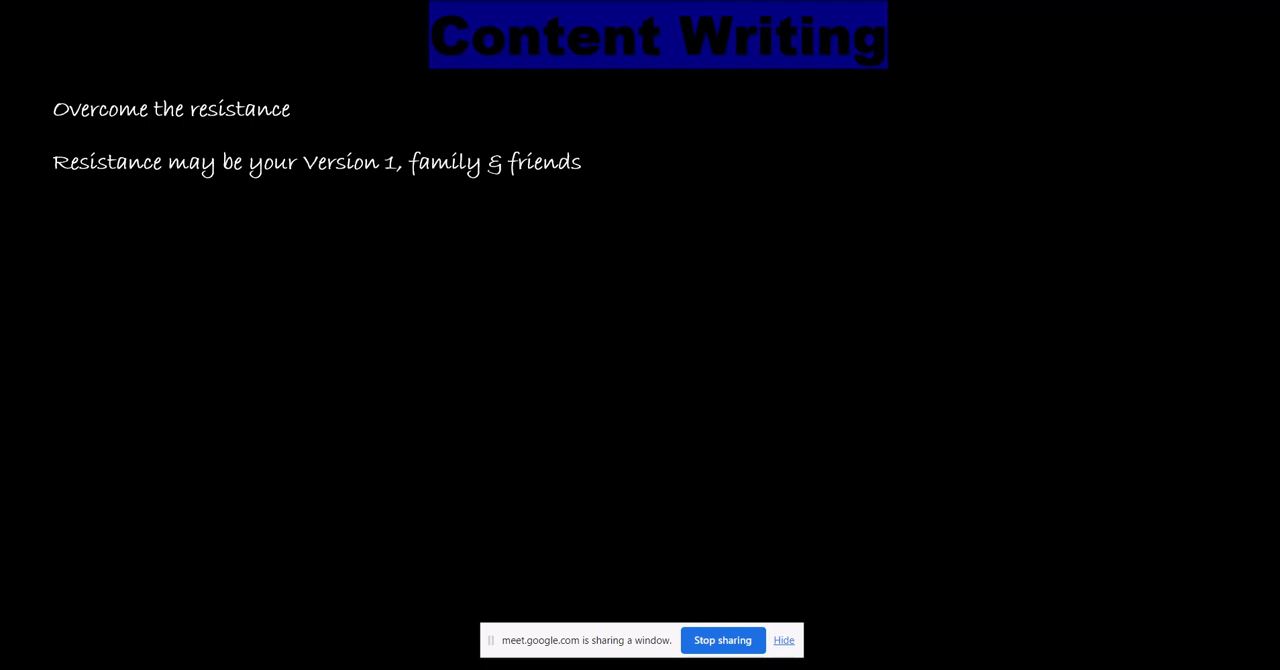 Content Writing
Overcome the resistance
Resistance may be your Version 1, family & friends
meet.google.com is sharing a window. Stop sharing Hide